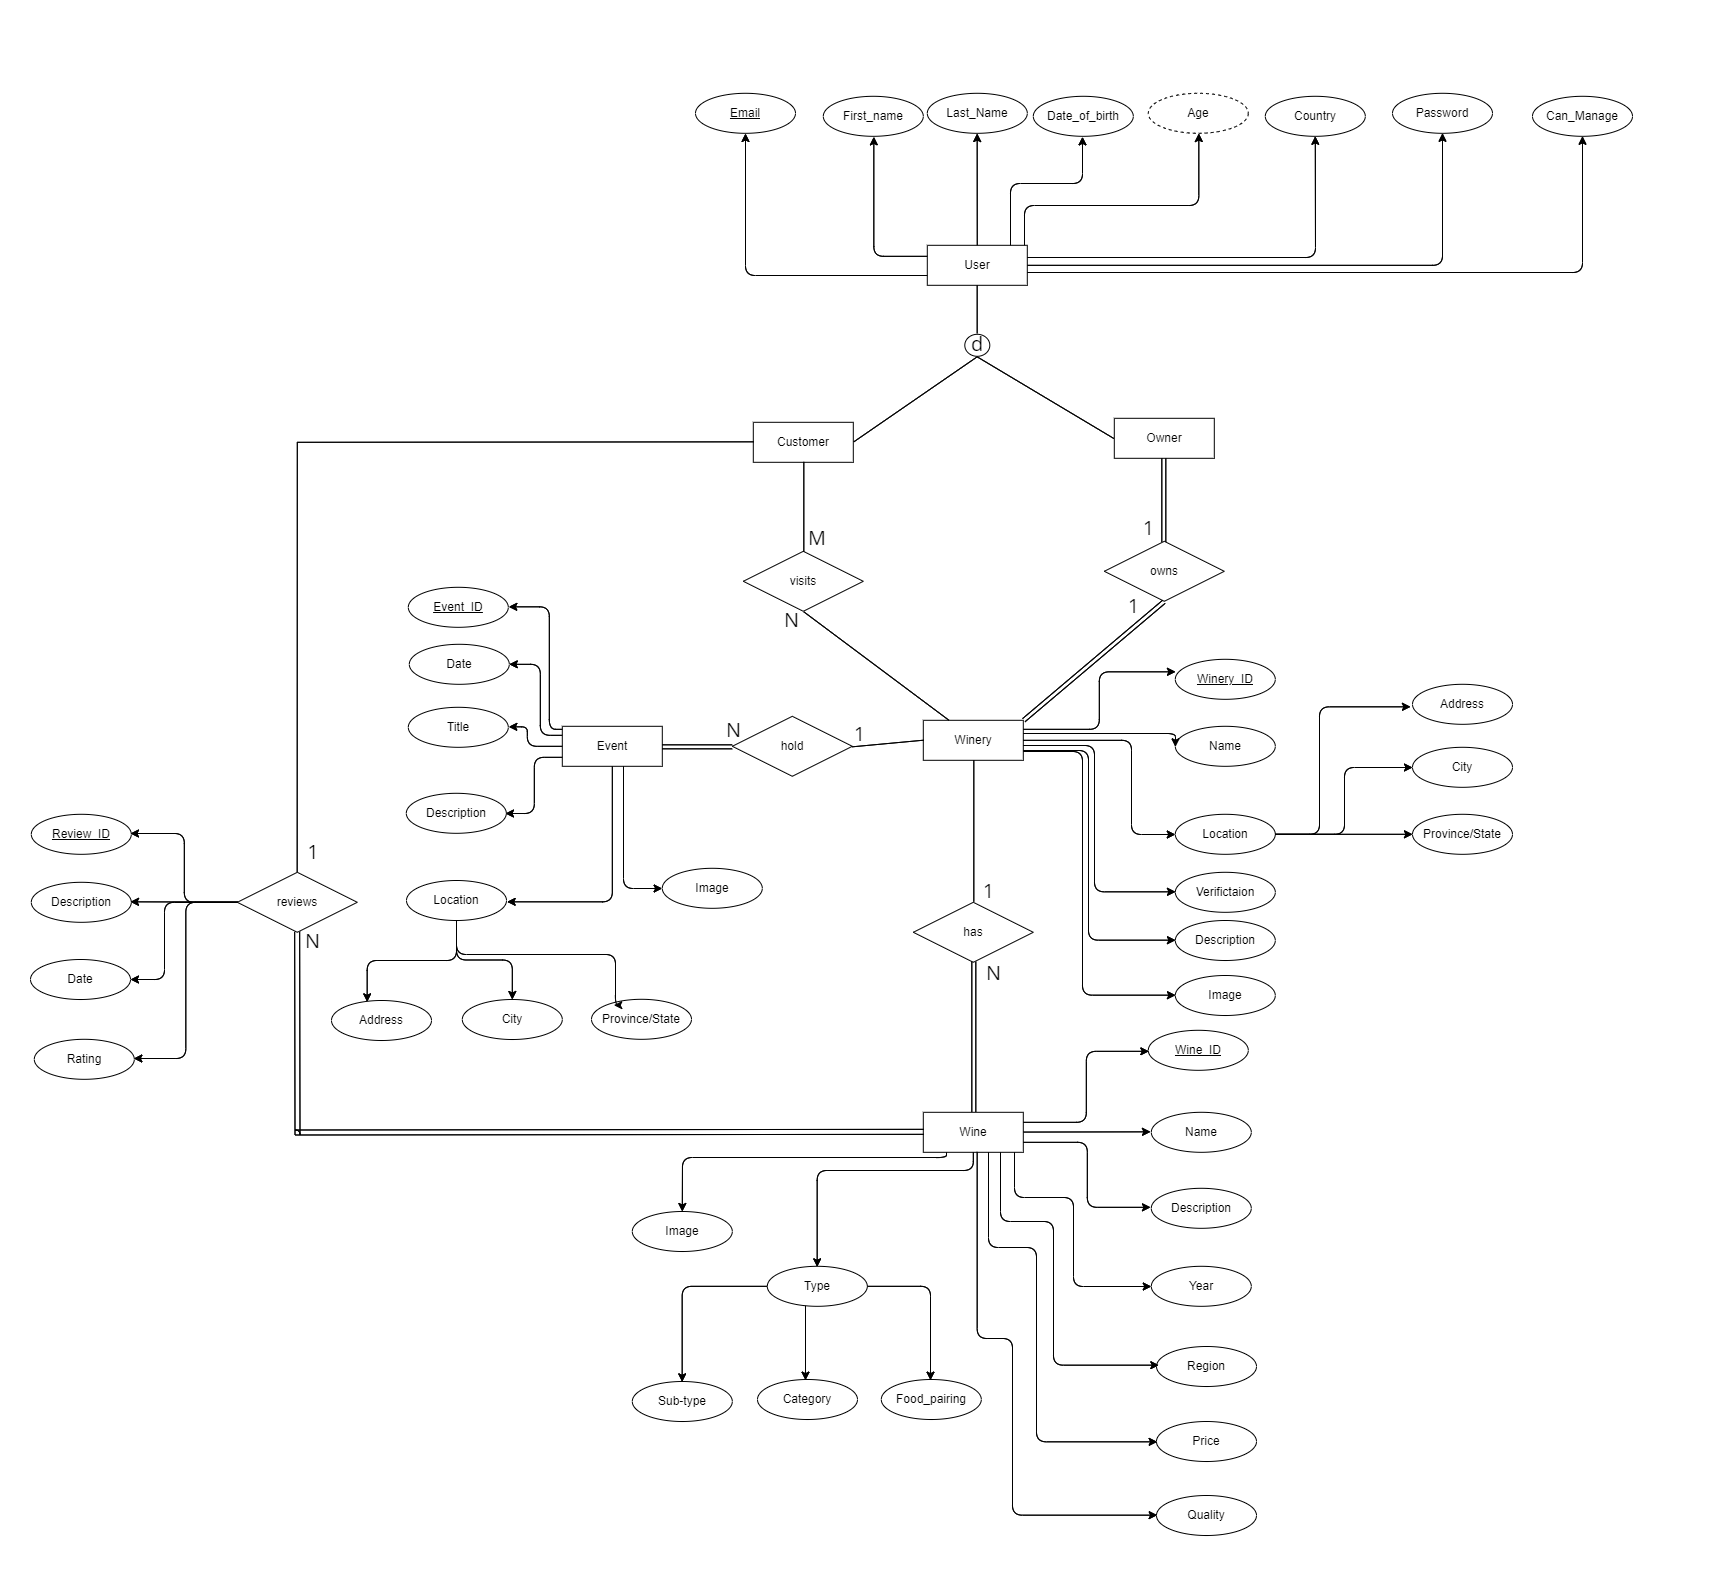 Email
First_name
Last_Name
Date_of_birth
Age
Country
Password
Can_Manage
User
d
Customer
Owner
M
1
visits
owns
N
1
Event_ID
Date
Title
Description
Event
N
hold
1
Winery
Winery_ID
Name
Location
Address
City
Province/State
Verifictaion
Description
Image
Review_ID
Description
Date
Rating
1
reviews
N
Location
Image
Address
City
Province/State
1
has
N
Wine
Wine_ID
Name
Description
Year
Region
Price
Quality
Image
Type
Sub-type
Category
Food_pairing